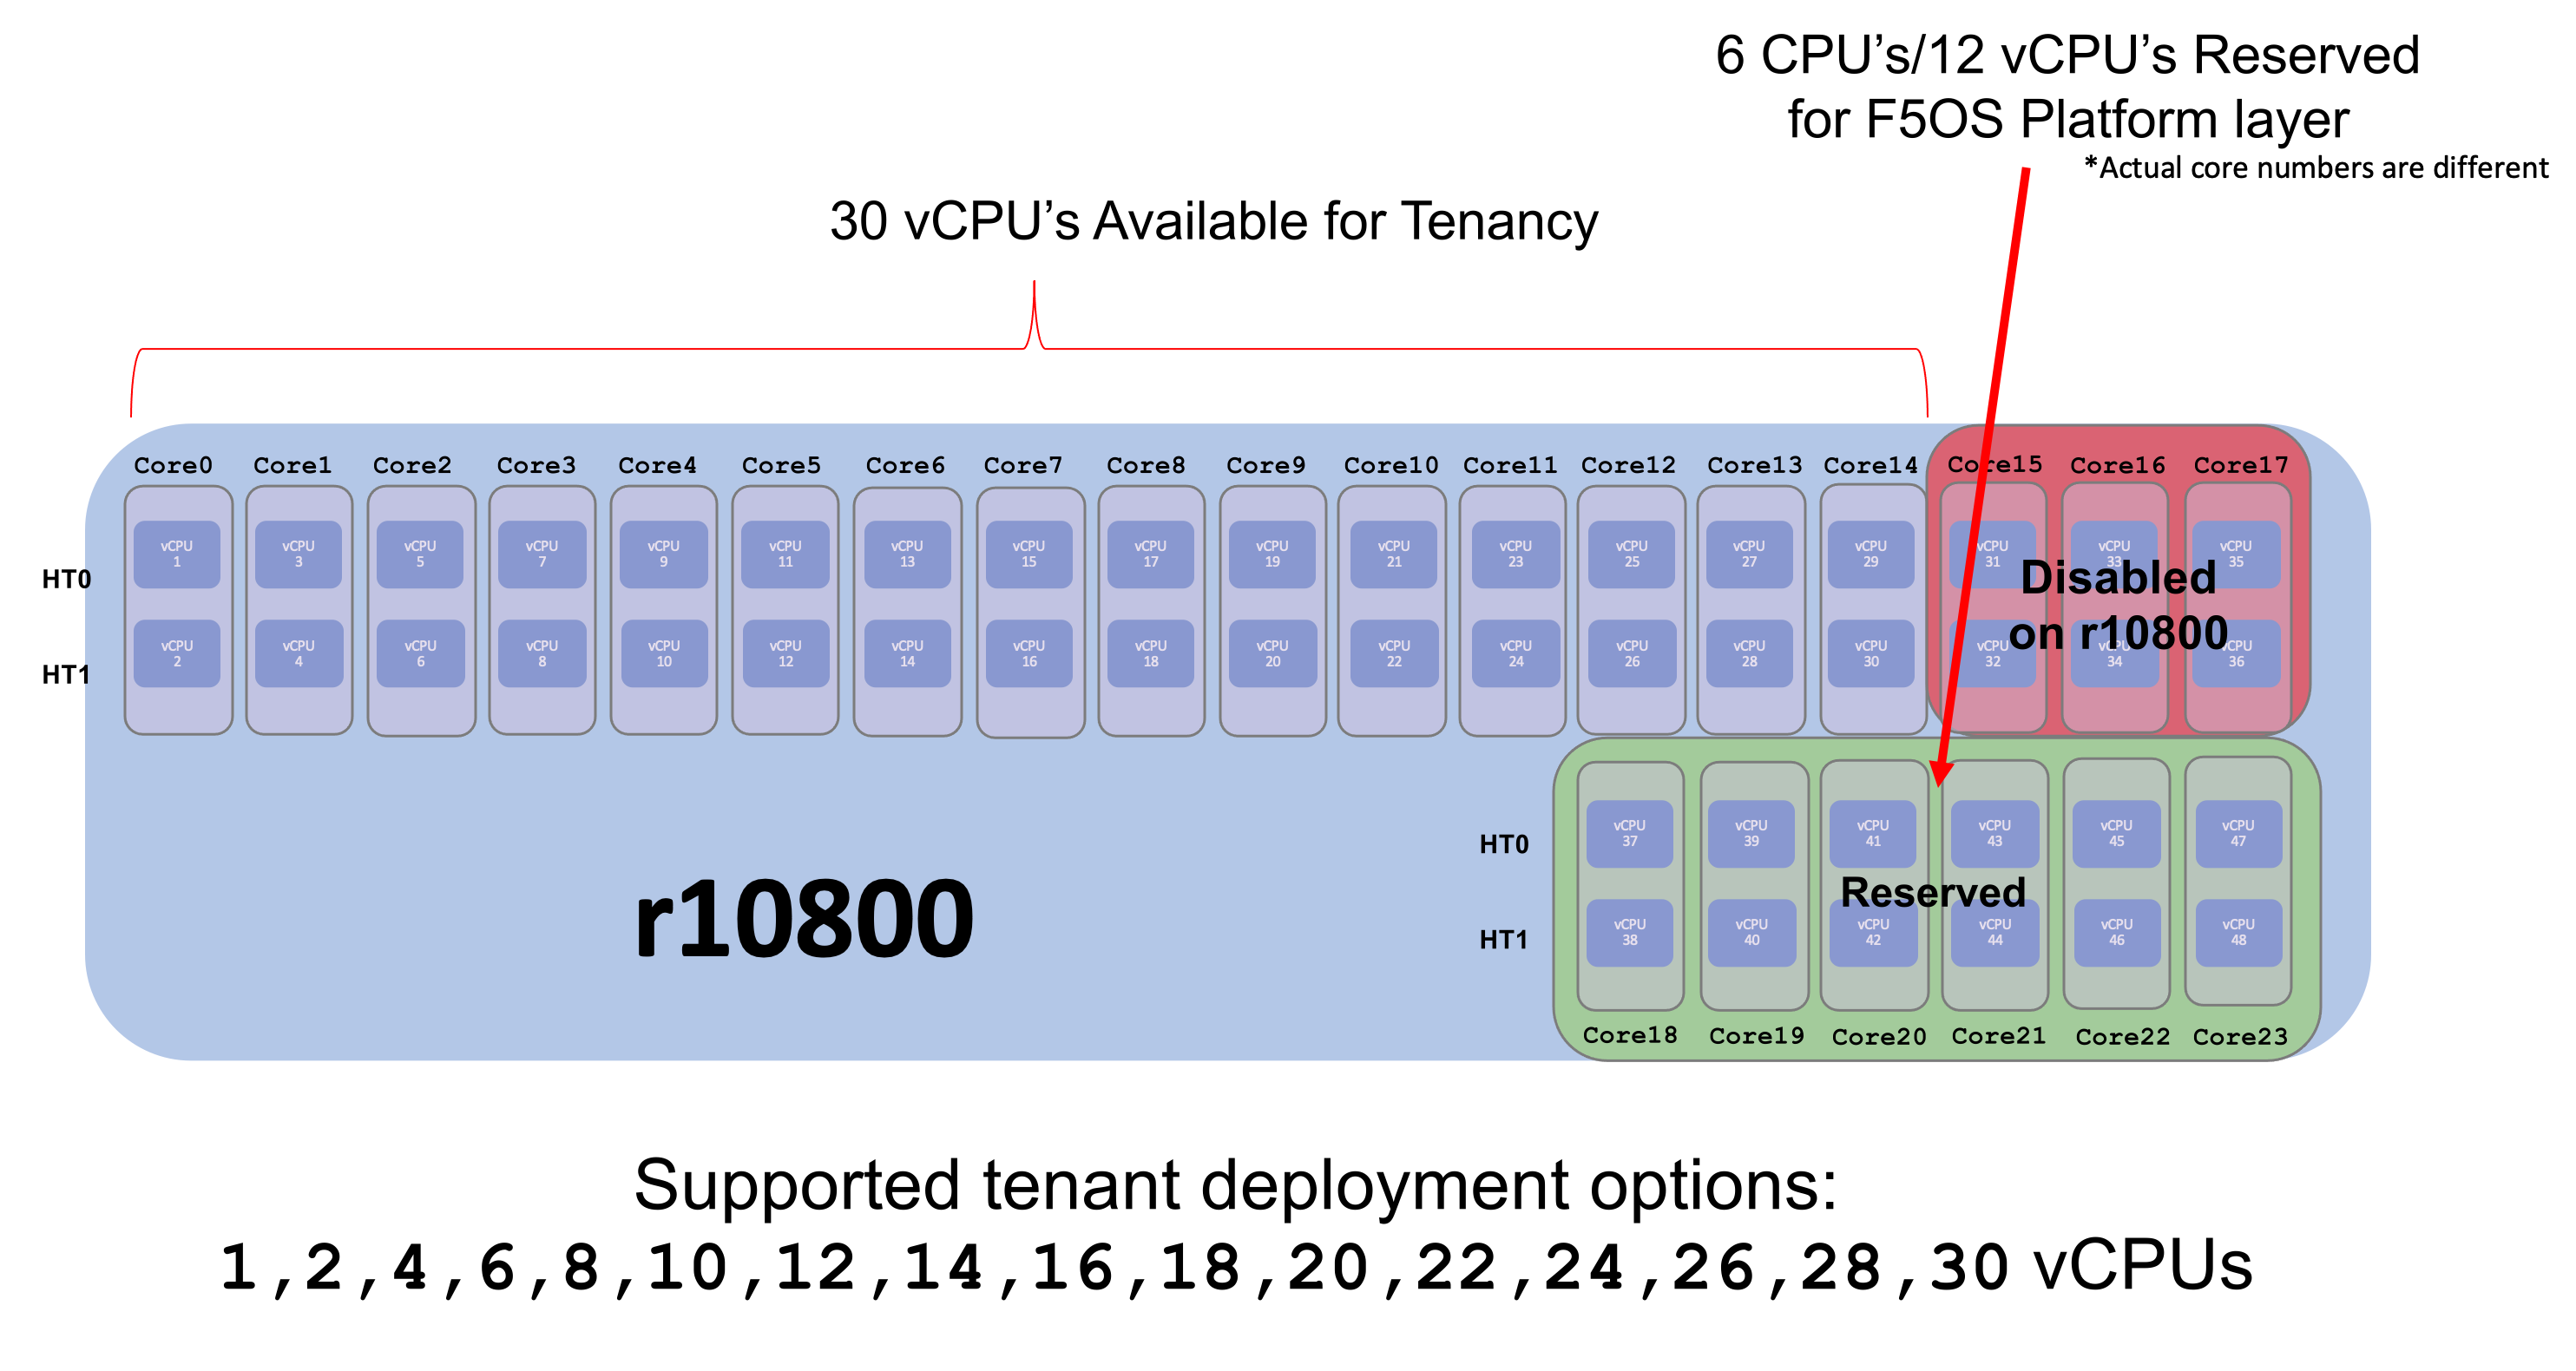 6 CPU’s/12 vCPU’s Reserved
for F5OS Platform layer
*Actual core numbers are different
30 vCPU’s Available for Tenancy
Core0 Core1 Core2 Core3 Core4 Core5 Core6 Core7 Core8 Core9 Core10 Core11 Core12 Core13 Core14 Core15 Core16 Core17
vCPU vCPU vCPU vCPU vCPU vCPU vCPU vCPU vCPU vCPU vCPU vCPU vCPU vCPU vCPU vCPU vCPU vCPU
1 3 5 7 9 11 13 15 17 19 21 23 25 27 29 31 33 35
HT0
Disabled
on r10800
vCPU vCPU vCPU vCPU vCPU vCPU vCPU vCPU vCPU vCPU vCPU vCPU vCPU vCPU vCPU vCPU vCPU vCPU
2 4 6 8 10 12 14 16 18 20 22 24 26 28 30 32 34 36
HT1
vCPU vCPU vCPU vCPU vCPU vCPU
37 39 41 43 45 47
HT0
Reserved
r10800
vCPU vCPU vCPU vCPU vCPU vCPU
38 40 42 44 46 48
HT1
Core18 Core19 Core20 Core21 Core22 Core23
Supported tenant deployment options:
1,2,4,6,8,10,12,14,16,18,20,22,24,26,28,30 vCPUs